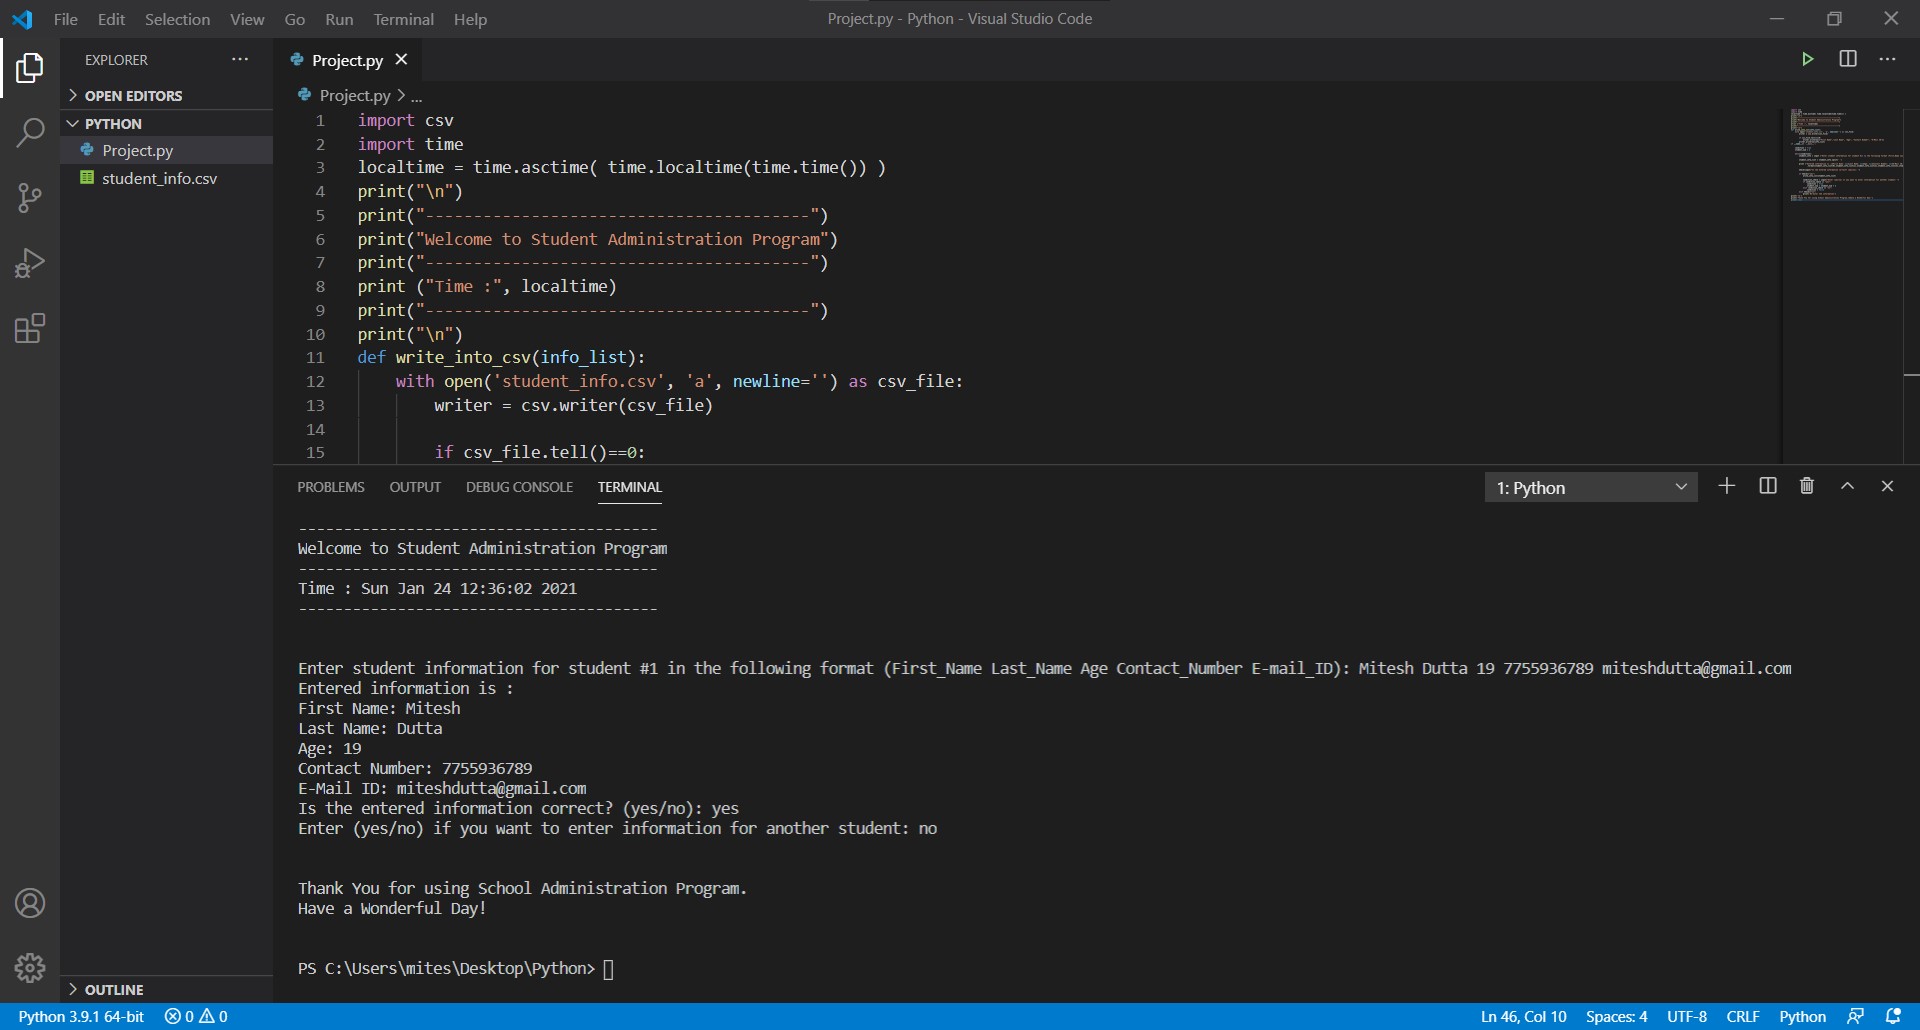 File Edit Selection View Go Run Terminal Help
Project.py - Python - Visual Studio Code
EXPLORER
OPEN EDITORS
PYTHON
Project.py
student_info.csv
OUTLINE
Project.py
Project.py > ...
1 import csv
2 import time
3 localtime = time.asctime( time.localtime(time.time()) )
4 print("\n")
5 print("----------------------------------------")
6 print("Welcome to Student Administration Program")
7 print("----------------------------------------")
8 print ("Time :", localtime)
9 print("----------------------------------------")
10 print("\n")
11 def write_into_csv(info_list):
12 with open('student_info.csv', 'a', newline='') as csv_file:
13 writer = csv.writer(csv_file)
14
15 if csv_file.tell()==0:
PROBLEMS OUTPUT DEBUG CONSOLE TERMINAL
1: Python
----------------------------------------
Welcome to Student Administration Program
----------------------------------------
Time : Sun Jan 24 12:36:02 2021
----------------------------------------
Enter student information for student #1 in the following format (First_Name Last_Name Age Contact_Number E-mail_ID): Mitesh Dutta 19 7755936789 miteshdutta@gmail.com
Entered information is :
First Name: Mitesh
Last Name: Dutta
Age: 19
Contact Number: 7755936789
E-Mail ID: miteshdutta@gmail.com
Is the entered information correct? (yes/no): yes
Enter (yes/no) if you want to enter information for another student: no
Thank You for using School Administration Program.
Have a Wonderful Day!
PS C:\Users\mites\Desktop\Python>
Python 3.9.1 64-bit 0 0 Ln 46, Col 10 Spaces: 4 UTF-8 CRLF Python